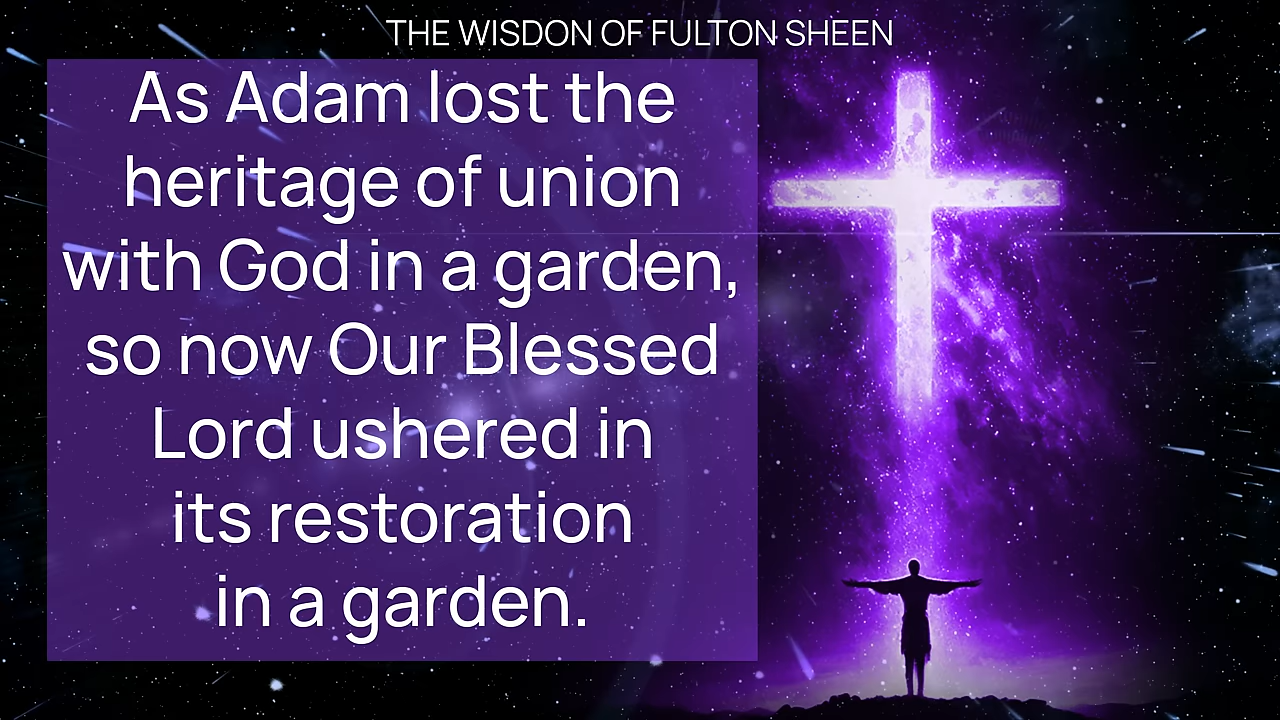 THE WISDON OF FULTON SHEEN
As Adam lost the
heritage of union
with God in a garden,
so now Our Blessed
Lord ushered in
its restoration
in a garden.